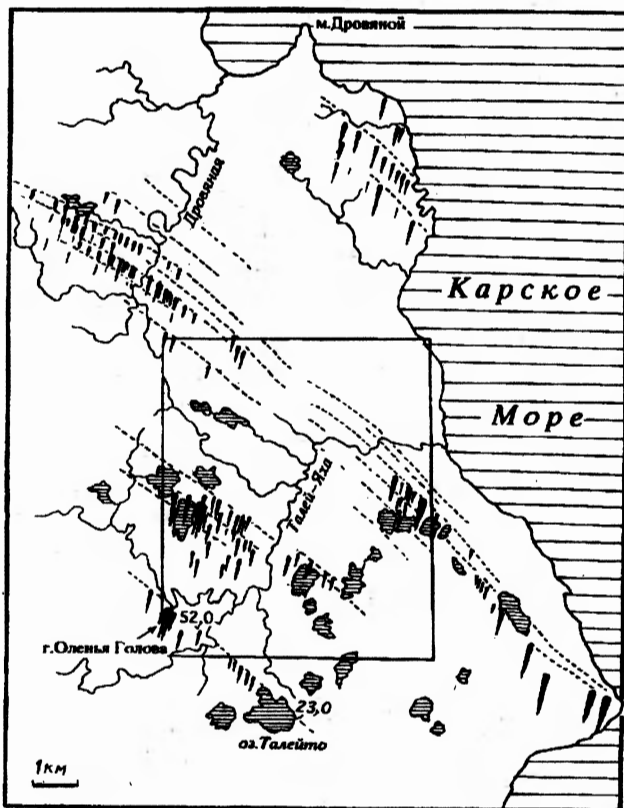 м.Дровяной
Дровяная
Карское
Море
Талей-Яха
52,0
г.Оленья Голова
23,0
оз.Талейто
1км